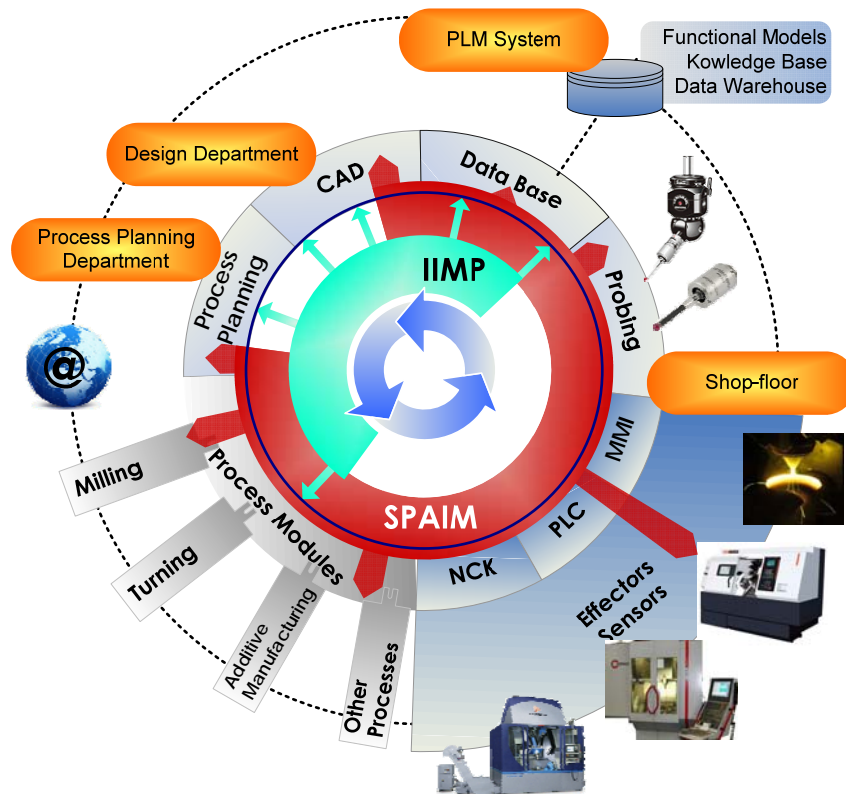 PLM System
Functional Models
Kowledge Base
Data Warehouse
Design Department
CAD
Data Base
Process Planning
Department
Process
Planning
IIMP
Probing
@
Shop-floor
MMI
Milling
Process Modules
SPAIM
PLC
NCK
Turning
Effectors
Sensors
Additive
Manufacturing
Other
Processes